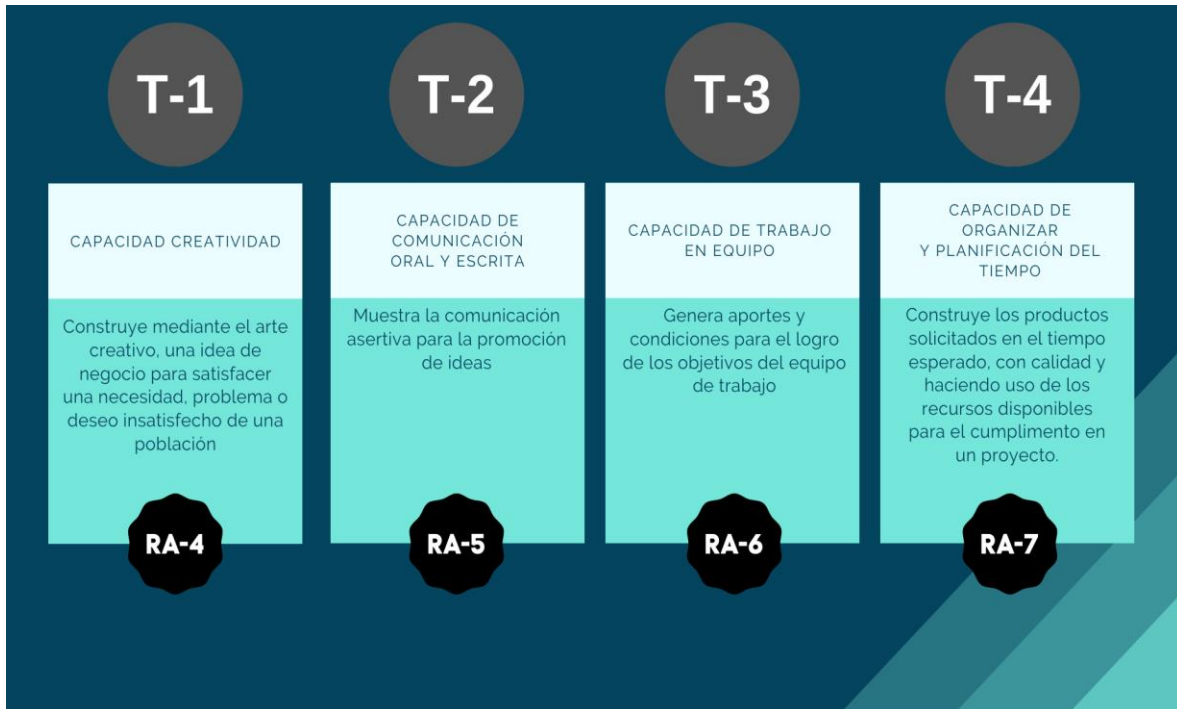 T-1
CAPACIDAD CREATIVIDAD
Construye mediante el arte
creativo, una idea de
negocio para satisfacer
una necesidad, problema o
deseo insatisfecho de una
población
RA-4
T-2
CAPACIDAD DE
COMUNICACIÓN
ORAL Y ESCRITA
Muestra la comunicación
asertiva para la promoción
de ideas
RA-5
T-3
CAPACIDAD DE TRABAJO
EN EQUIPO
Genera aportes y
condiciones para el logro
de los objetivos del equipo
de trabajo
RA-6
T-4
CAPACIDAD DE
ORGANIZAR
Y PLANIFICACIÓN DEL
TIEMPO
Construye los productos
solicitados en el tiempo
esperado, con calidad y
haciendo uso de los
recursos disponibles
para el cumplimento en
un proyecto.
RA-7